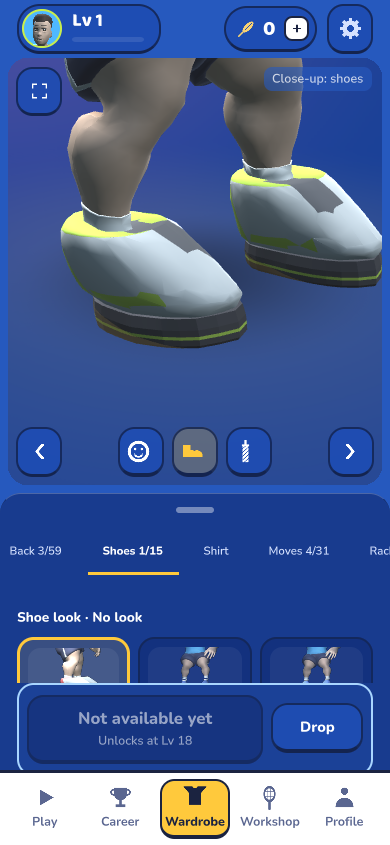 Lv 1
0
+
Close-up: shoes
Back 3/59
Shoes 1/15
Shirt
Moves 4/31
Shoe look · No look
Not available yet
Unlocks at Lv 18
Drop
Play
Career
Wardrobe
Workshop
Profile